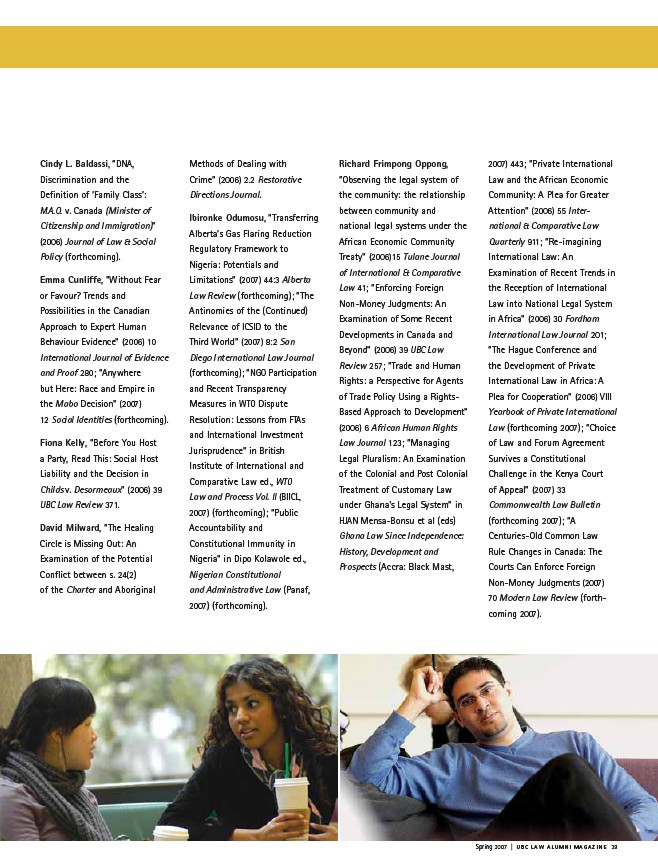 Cindy L. Baldassi, "DNA,
Discrimination and the
Definition of 'Family Class':
M.A.O. v. Canada (Minister of
Citizenship and Immigration)"
(2006) Journal of Law & Social
Policy (forthcoming).
Emma Cunliffe, "Without Fear
or Favour? Trends and
Possibilities in the Canadian
Approach to Expert Human
Behaviour Evidence" (2006) 10
International Journal of Evidence
and Proof 280; "Anywhere
but Here: Race and Empire in
the Mabo Decision" (2007)
12 Social Identities (forthcoming).
Fiona Kelly, "Before You Host
a Party, Read This: Social Host
Liability and the Decision in
Childs v. Desormeaux" (2006) 39
UBC Law Review 371.
David Milward, "The Healing
Circle is Missing Out: An
Examination of the Potential
Conflict between s. 24(2)
of the Charter and Aboriginal
Methods of Dealing with
Crime" (2006) 2.2 Restorative
Directions Journal.
Ibironke Odumosu, "Transferring
Alberta's Gas Flaring Reduction
Regulatory Framework to
Nigeria: Potentials and
Limitations" (2007) 44:3 Alberta
Law Review (forthcoming); "The
Antinomies of the (Continued)
Relevance of ICSID to the
Third World" (2007) 8:2 San
Diego International Law Journal
(forthcoming); "NGO Participation
and Recent Transparency
Measures in WTO Dispute
Resolution: Lessons from FTAs
and International Investment
Jurisprudence" in British
Institute of International and
Comparative Law ed., WTO
Law and Process Vol. II (BIICL,
2007) (forthcoming); "Public
Accountability and
Constitutional Immunity in
Nigeria" in Dipo Kolawole ed.,
Nigerian Constitutional
and Administrative Law (Panaf,
2007) (forthcoming).
Richard Frimpong Oppong,
"Observing the legal system of
the community: the relationship
between community and
national legal systems under the
African Economic Community
Treaty" (2006)15 Tulane Journal
of International & Comparative
Law 41; "Enforcing Foreign
Non-Money Judgments: An
Examination of Some Recent
Developments in Canada and
Beyond" (2006) 39 UBC Law
Review 257; "Trade and Human
Rights: a Perspective for Agents
of Trade Policy Using a Rights-
Based Approach to Development"
(2006) 6 African Human Rights
Law Journal 123; "Managing
Legal Pluralism: An Examination
of the Colonial and Post Colonial
Treatment of Customary Law
under Ghana's Legal System" in
HJAN Mensa-Bonsu et al (eds)
Ghana Law Since Independence:
History, Development and
Prospects (Accra: Black Mast,
2007) 443; "Private International
Law and the African Economic
Community: A Plea for Greater
Attention" (2006) 55 Inter-
national & Comparative Law
Quarterly 911; "Re-imagining
International Law: An
Examination of Recent Trends in
the Reception of International
Law into National Legal System
in Africa" (2006) 30 Fordham
International Law Journal 201;
"The Hague Conference and
the Development of Private
International Law in Africa: A
Plea for Cooperation" (2006) VIII
Yearbook of Private International
Law (forthcoming 2007); "Choice
of Law and Forum Agreement
Survives a Constitutional
Challenge in the Kenya Court
of Appeal" (2007) 33
Commonwealth Law Bulletin
(forthcoming 2007); "A
Centuries-Old Common Law
Rule Changes in Canada: The
Courts Can Enforce Foreign
Non-Money Judgments (2007)
70 Modern Law Review (forth-
coming 2007).
Spring 2007 | UBC LAW ALUMNI MAGAZINE 29